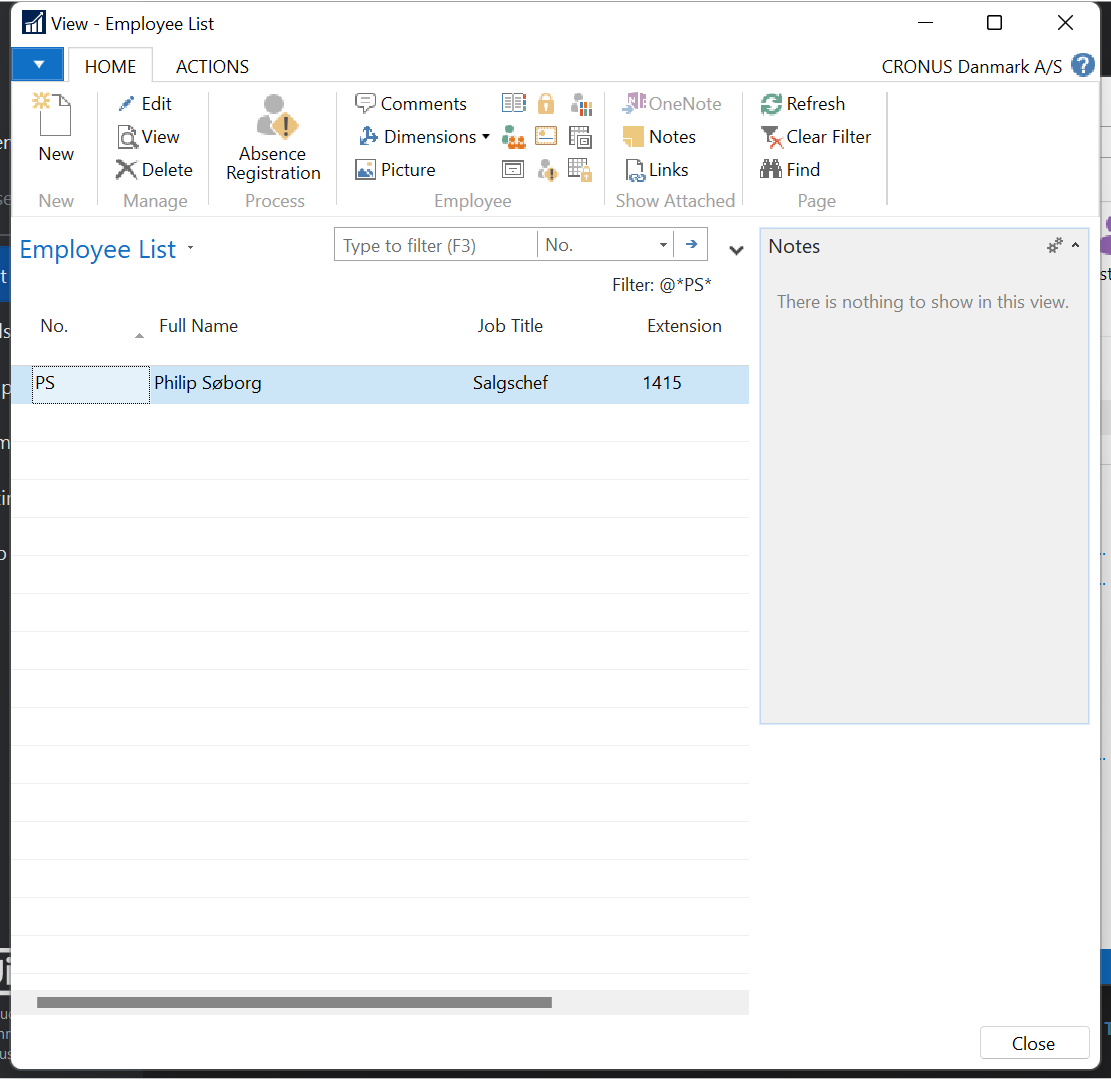 View - Employee List
HOME ACTIONS CRONUS Danmark A/S ?
New
New
Edit
View
Delete
Manage
Absence
Registration
Process
Comments
Dimensions
Picture
Employee
OneNote
Notes
Links
Show Attached
Refresh
Clear Filter
Find
Page
Employee List
Type to filter (F3) No.
Filter: @*PS*
No. Full Name Job Title Extension
PS Philip Søborg Salgschef 1415
Notes
There is nothing to show in this view.
Close